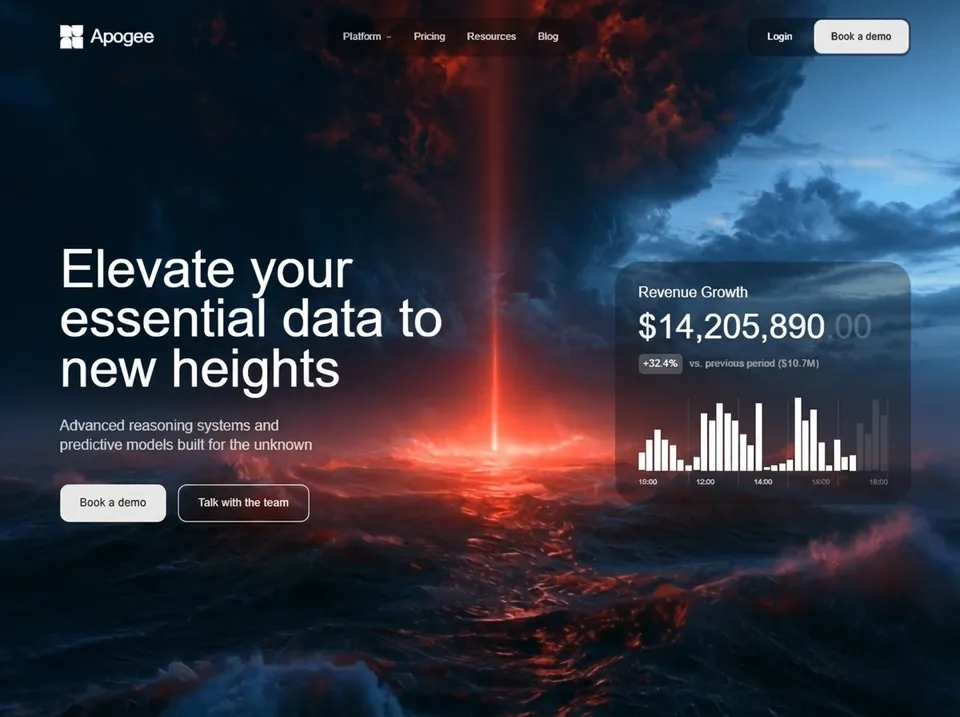 Apogee
Platform
Pricing
Resources
Blog
Login
Book a demo
Elevate your
essential data to
new heights
Advanced reasoning systems and
predictive models built for the unknown
Book a demo
Talk with the team
Revenue Growth
$14,205,890.00
+32.4% vs. previous period ($10.7M)
10:00 12:00 14:00 16:00 18:00